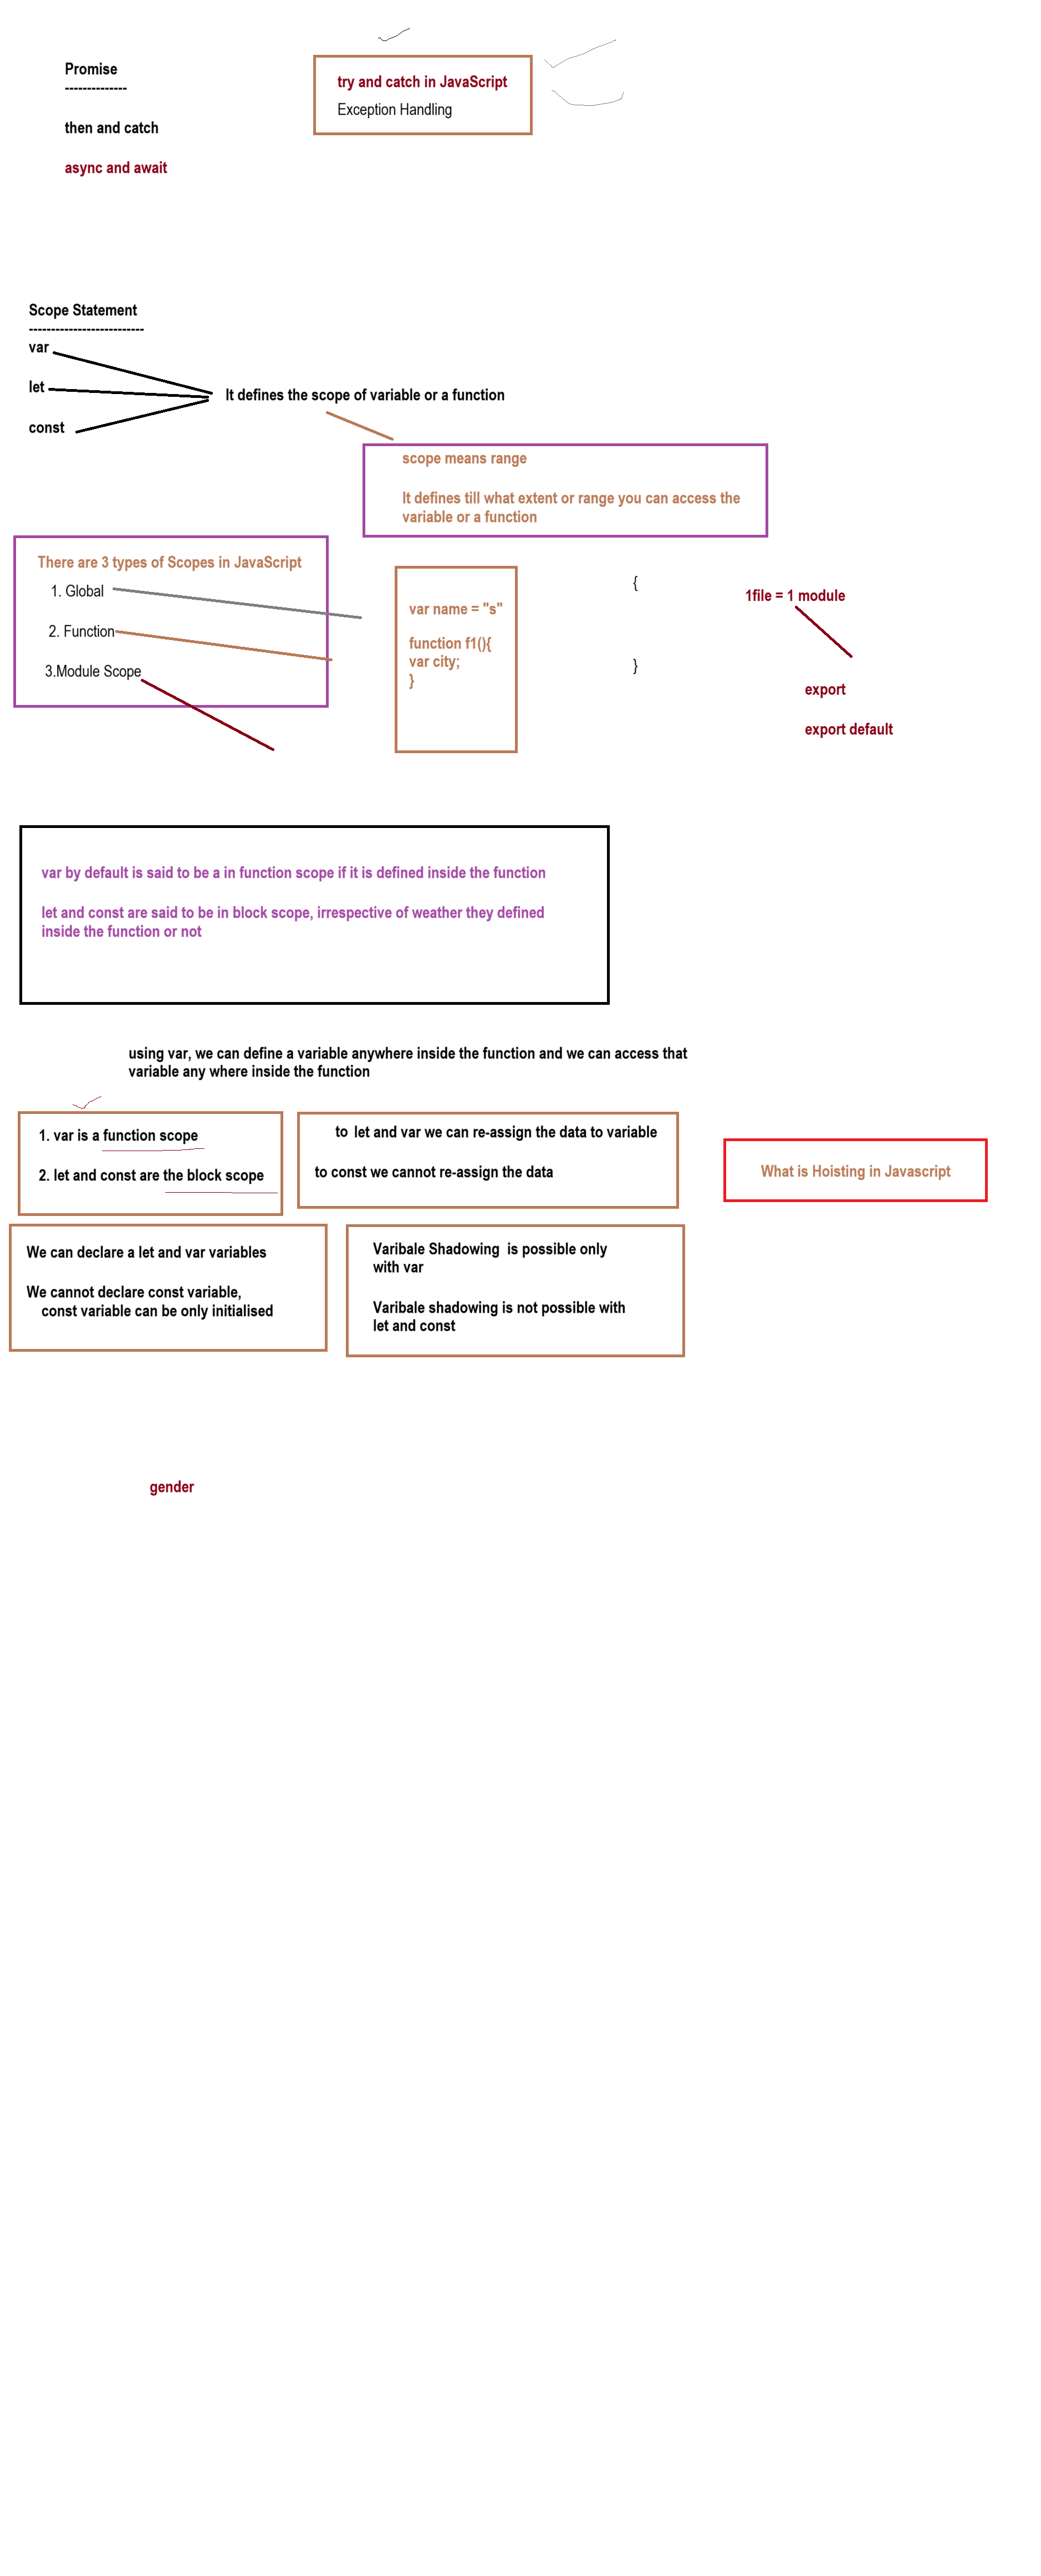 Promise
--------------
then and catch
async and await
try and catch in JavaScript
Exception Handling
Scope Statement
--------------------------
var
let
const
It defines the scope of variable or a function
scope means range
It defines till what extent or range you can access the
variable or a function
There are 3 types of Scopes in JavaScript
1. Global
2. Function
3.Module Scope
var name = "s"
function f1(){
var city;
}
{
}
1file = 1 module
export
export default
var by default is said to be a in function scope if it is defined inside the function
let and const are said to be in block scope, irrespective of weather they defined
inside the function or not
using var, we can define a variable anywhere inside the function and we can access that
variable any where inside the function
1. var is a function scope
2. let and const are the block scope
to let and var we can re-assign the data to variable
to const we cannot re-assign the data
What is Hoisting in Javascript
We can declare a let and var variables
We cannot declare const variable,
const variable can be only initialised
Varibale Shadowing is possible only
with var
Varibale shadowing is not possible with
let and const
gender